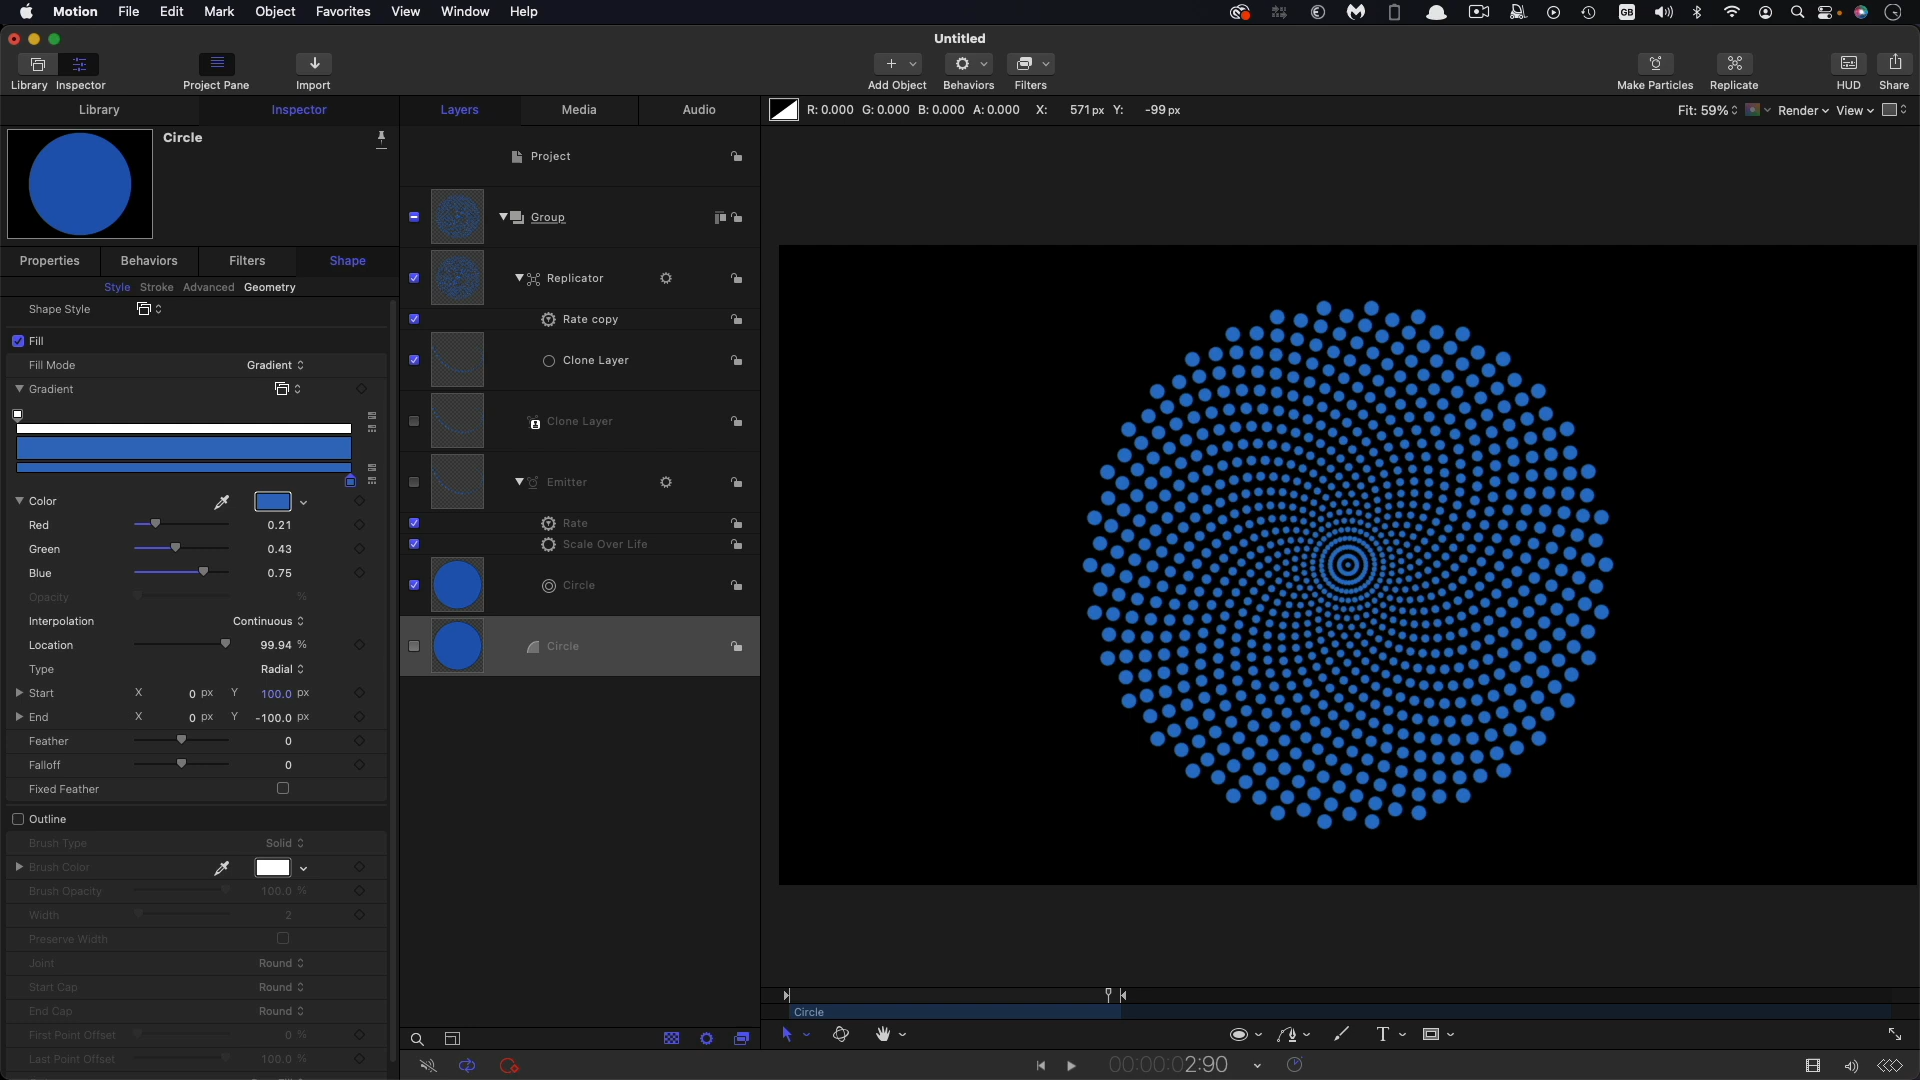 Motion File Edit Mark Object Favorites View Window Help
GB
Untitled
Library Inspector Project Pane Import Add Object Behaviors Filters Make Particles Replicate HUD Share
Library Inspector Layers Media Audio R: 0.000 G: 0.000 B: 0.000 A: 0.000 X: 571 px Y: -99 px Fit: 59% Render View
Circle
Project
Group
Properties Behaviors Filters Shape
Replicator
Style Stroke Advanced Geometry
Shape Style
Rate copy
Fill
Fill Mode Gradient
Clone Layer
Gradient
Clone Layer
Emitter
Color
Red 0.21
Rate
Green 0.43
Scale Over Life
Blue 0.75
Circle
Opacity %
Interpolation Continuous
Location 99.94 %
Circle
Type Radial
Start X 0 px Y 100.0 px
End X 0 px Y -100.0 px
Feather 0
Falloff 0
Fixed Feather
Outline
Brush Type Solid
Brush Color
Brush Opacity 100.0 %
Width 2
Preserve Width
Joint Round
Start Cap Round
End Cap Round
Circle
First Point Offset 0 %
T
Last Point Offset 100.0 %
00:00:02:90